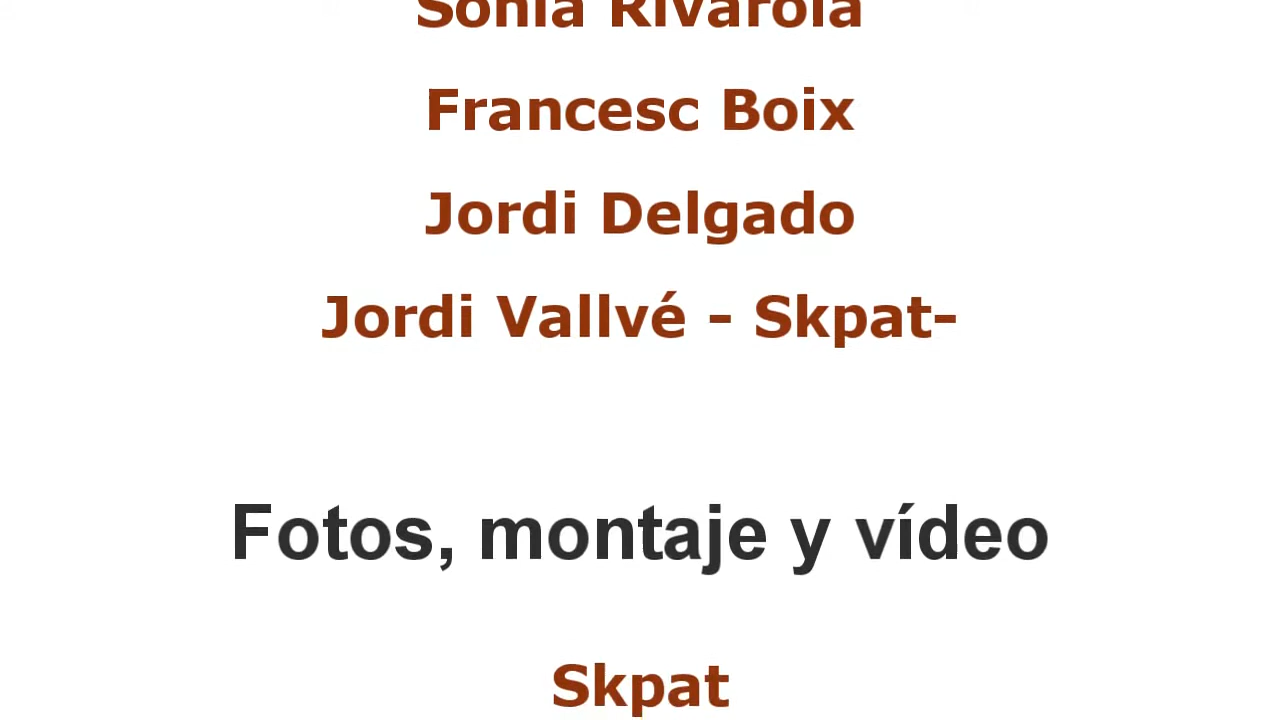 Sonia Rivarola
Francesc Boix
Jordi Delgado
Jordi Vallvé - Skpat-
Fotos, montaje y vídeo
Skpat